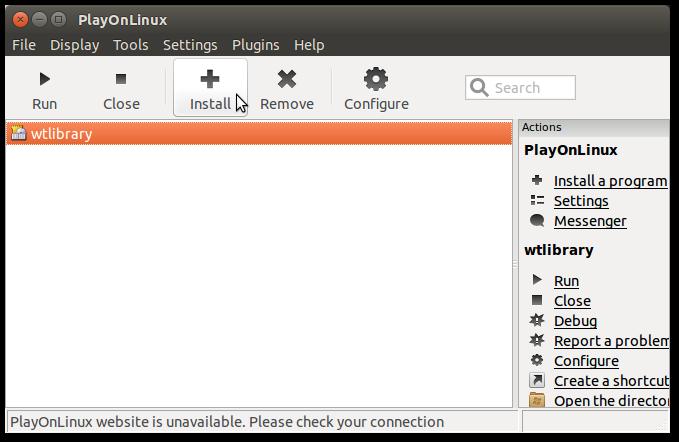 PlayOnLinux
File Display Tools Settings Plugins Help
Run Close Install Remove Configure Search
wtlibrary
Actions
PlayOnLinux
Install a program
Settings
Messenger
wtlibrary
Run
Close
Debug
Report a problem
Configure
Create a shortcut
Open the director
PlayOnLinux website is unavailable. Please check your connection